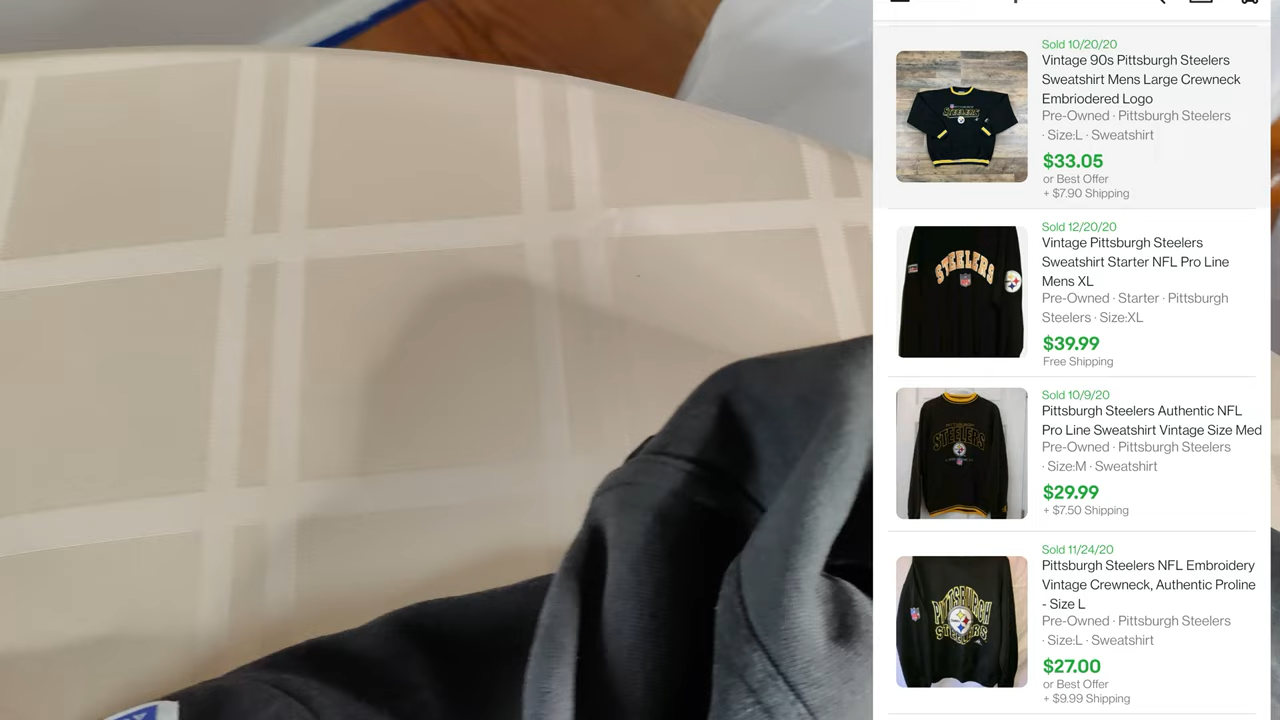 Sold 10/20/20
Vintage 90s Pittsburgh Steelers
Sweatshirt Mens Large Crewneck
Embriodered Logo
Pre-Owned · Pittsburgh Steelers
· Size:L · Sweatshirt
$33.05
or Best Offer
+ $7.90 Shipping
STEELERS
Sold 12/20/20
Vintage Pittsburgh Steelers
Sweatshirt Starter NFL Pro Line
Mens XL
Pre-Owned · Starter · Pittsburgh
Steelers · Size:XL
$39.99
Free Shipping
STEELERS
Sold 10/9/20
Pittsburgh Steelers Authentic NFL
Pro Line Sweatshirt Vintage Size Med
Pre-Owned · Pittsburgh Steelers
· Size:M · Sweatshirt
$29.99
+ $7.50 Shipping
STEELERS
Sold 11/24/20
Pittsburgh Steelers NFL Embroidery
Vintage Crewneck, Authentic Proline
- Size L
Pre-Owned · Pittsburgh Steelers
· Size:L · Sweatshirt
$27.00
or Best Offer
+ $9.99 Shipping
PITTSBURGH
STEELERS